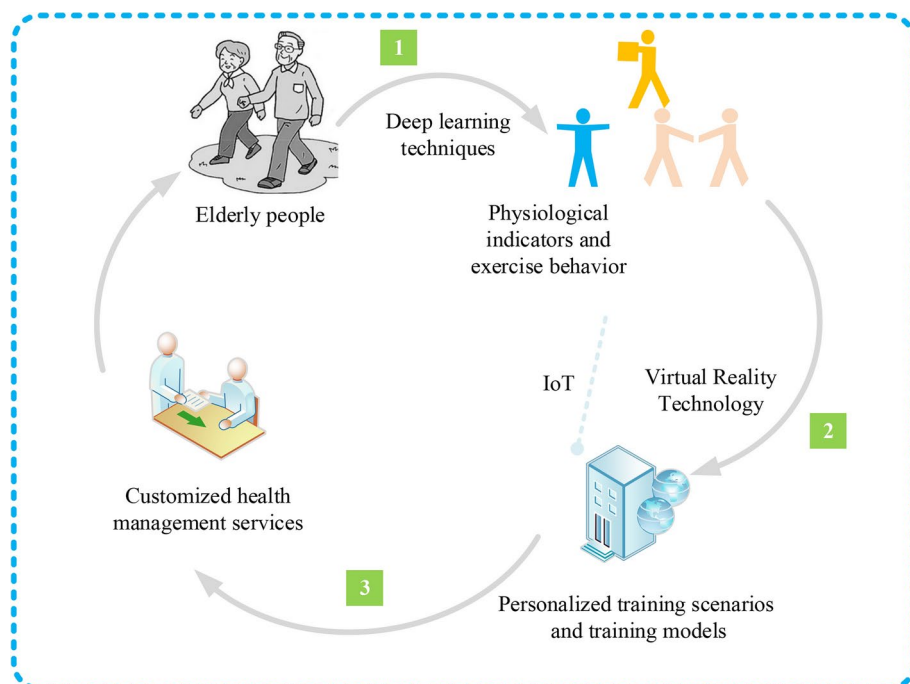 1
Deep learning
techniques
Elderly people
Physiological
indicators and
exercise behavior
IoT
Virtual Reality
Technology
2
Customized health
management services
3
Personalized training scenarios
and training models